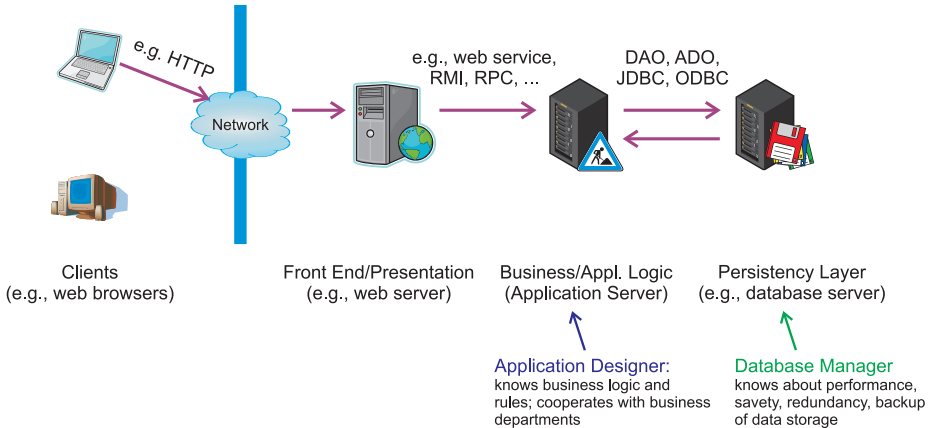 e.g. HTTP
Network
e.g., web service,
RMI, RPC, ...
DAO, ADO,
JDBC, ODBC
Clients
(e.g., web browsers)
Front End/Presentation
(e.g., web server)
Business/Appl. Logic
(Application Server)
Persistency Layer
(e.g., database server)
Application Designer:
knows business logic and
rules; cooperates with business
departments
Database Manager
knows about performance,
savety, redundancy, backup
of data storage